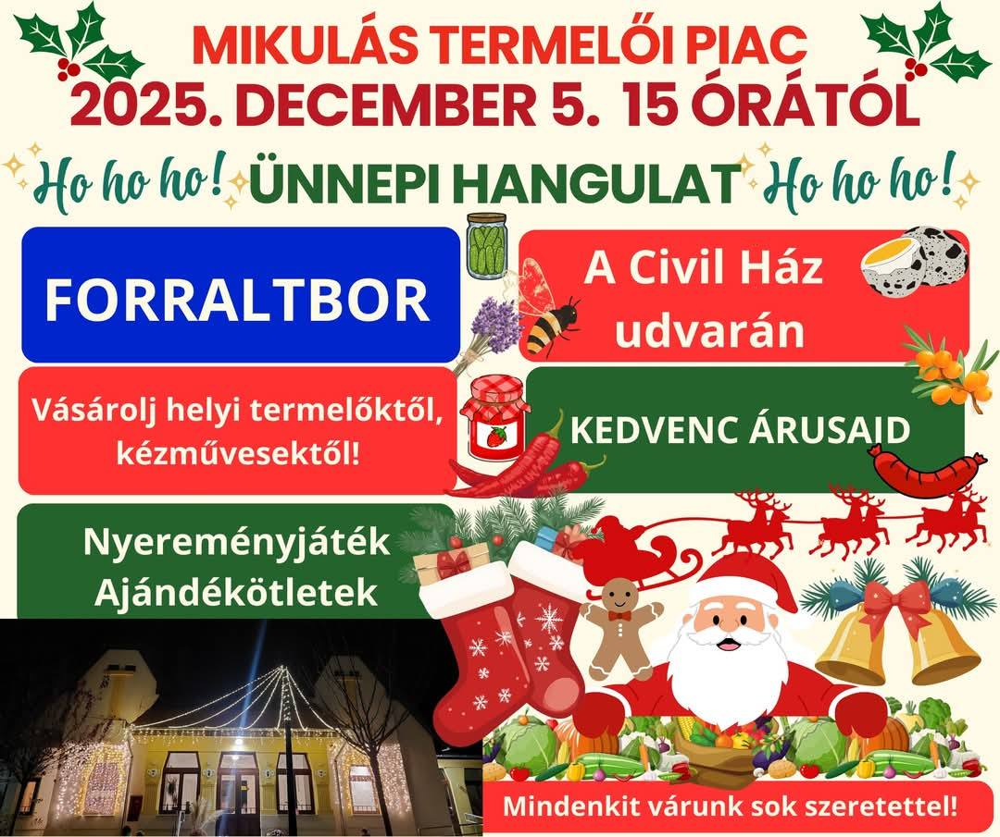 MIKULÁS TERMELŐI PIAC
2025. DECEMBER 5. 15 ÓRÁTÓL
Ho ho ho! ÜNNEPI HANGULAT Ho ho ho!
FORRALTBOR
A Civil Ház
udvarán
Vásárolj helyi termelőktől,
kézművesektől!
KEDVENC ÁRUSAID
Nyereményjáték
Ajándékötletek
Mindenkit várunk sok szeretettel!